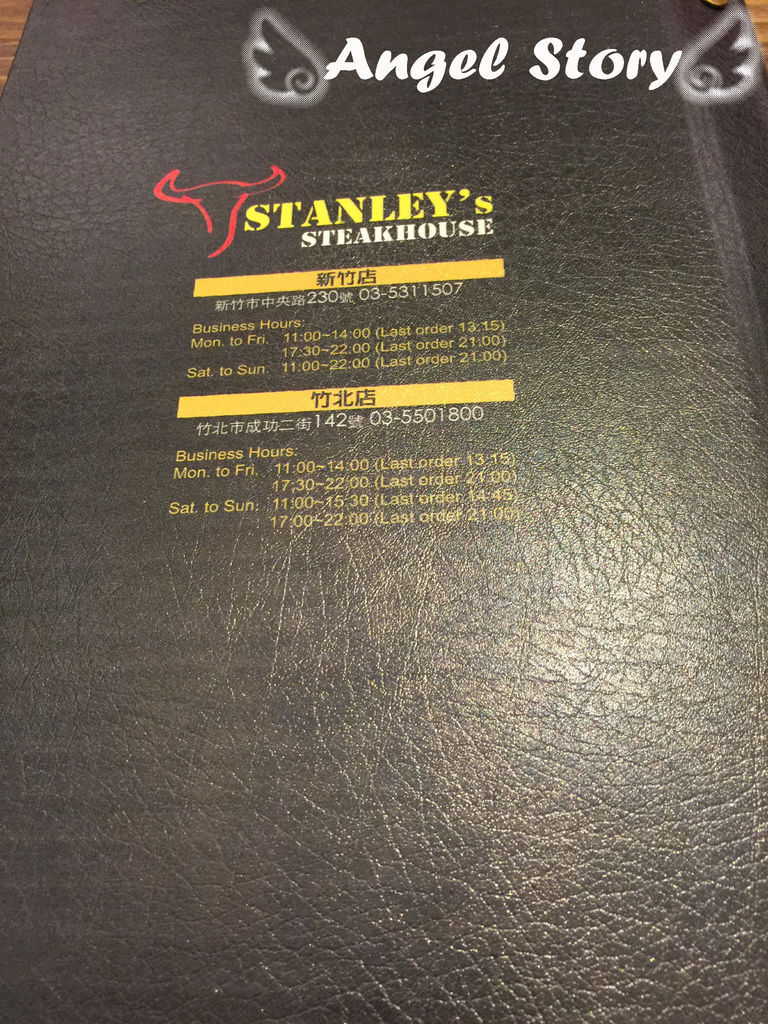 Angel Story
STANLEY's
STEAKHOUSE
新竹店
新竹市中央路230號 03-5311507
Business Hours:
Mon. to Fri. 11:00~14:00 (Last order 13:15)
17:30~22:00 (Last order 21:00)
Sat. to Sun. 11:00~22:00 (Last order 21:00)
竹北店
竹北市成功二街142號 03-5501800
Business Hours:
Mon. to Fri. 11:00~14:00 (Last order 13:15)
17:30~22:00 (Last order 21:00)
Sat. to Sun. 11:00~15:30 (Last order 14:45)
17:00~22:00 (Last order 21:00)